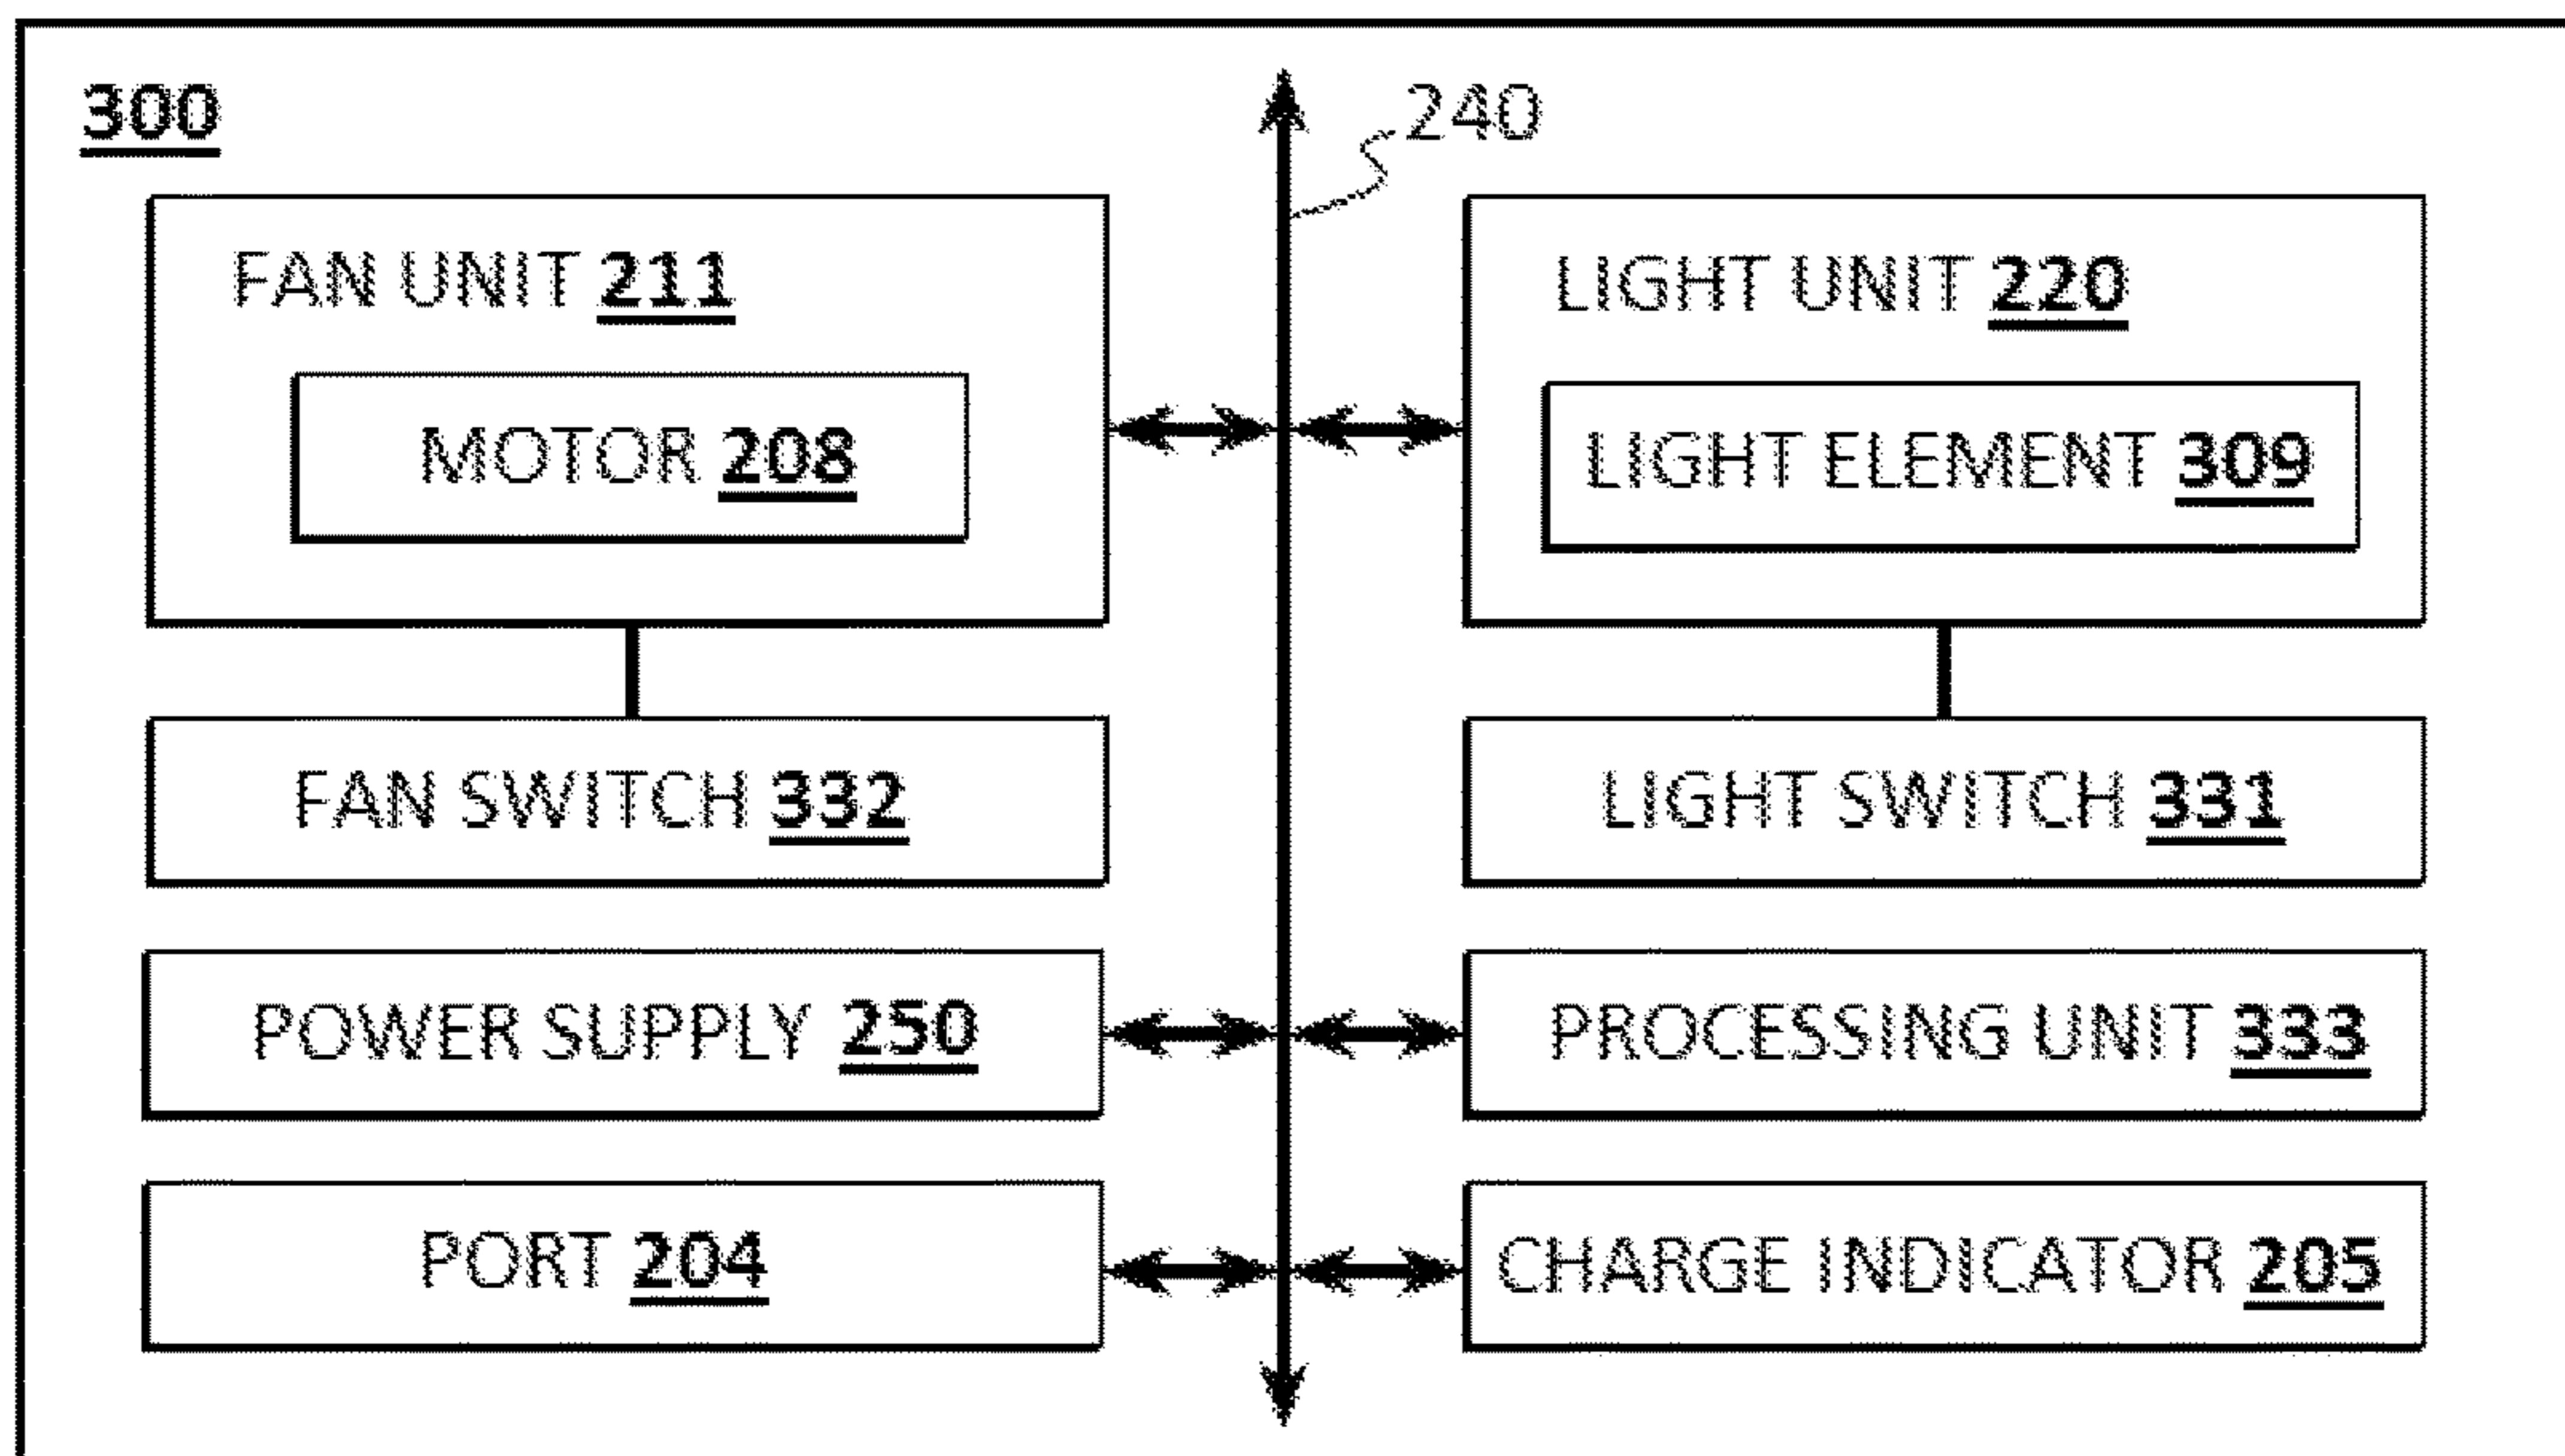 300
240
FAN UNIT 211
MOTOR 208
LIGHT UNIT 220
LIGHT ELEMENT 309
FAN SWITCH 332
LIGHT SWITCH 331
POWER SUPPLY 250
PROCESSING UNIT 333
PORT 204
CHARGE INDICATOR 205